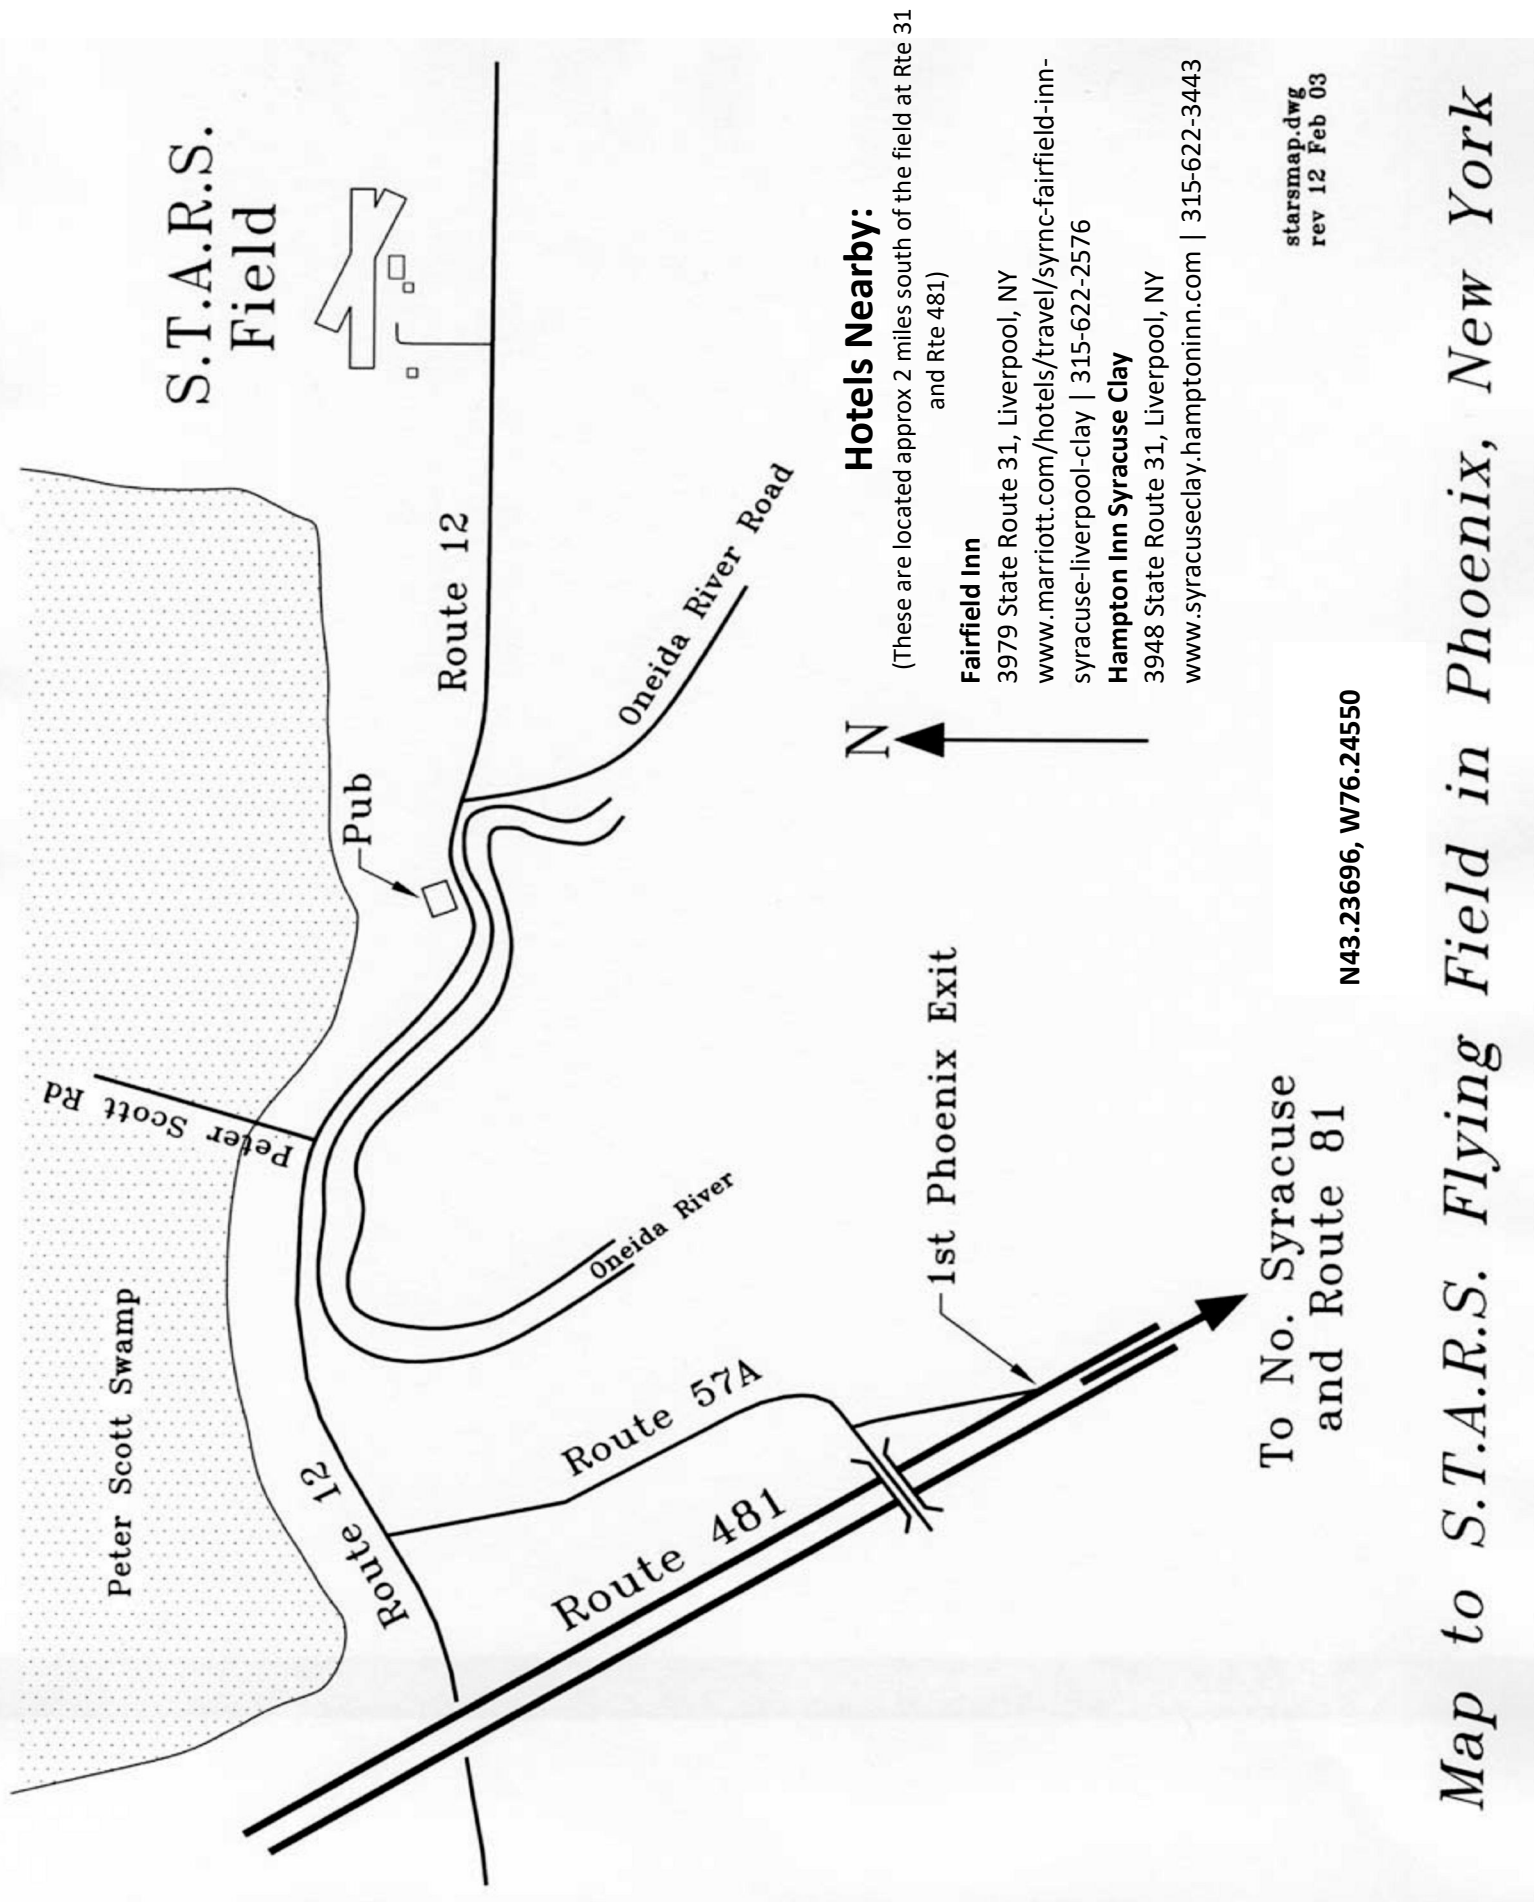 Peter Scott Swamp
Peter Scott Rd
S.T.A.R.S.
Field
Pub
Route 12
Route 12
Oneida River
Oneida River Road
Route 57A
Route 481
1st Phoenix Exit
N
Hotels Nearby:
(These are located approx 2 miles south of the field at Rte 31
and Rte 481)
Fairfield Inn
3979 State Route 31, Liverpool, NY
www.marriott.com/hotels/travel/syrnc-fairfield-inn-
syracuse-liverpool-clay | 315-622-2576
Hampton Inn Syracuse Clay
3948 State Route 31, Liverpool, NY
www.syracuseclay.hamptoninn.com | 315-622-3443
To No. Syracuse
and Route 81
N43.23696, W76.24550
starsmap.dwg
rev 12 Feb 03
Map to S.T.A.R.S. Flying Field in Phoenix, New York